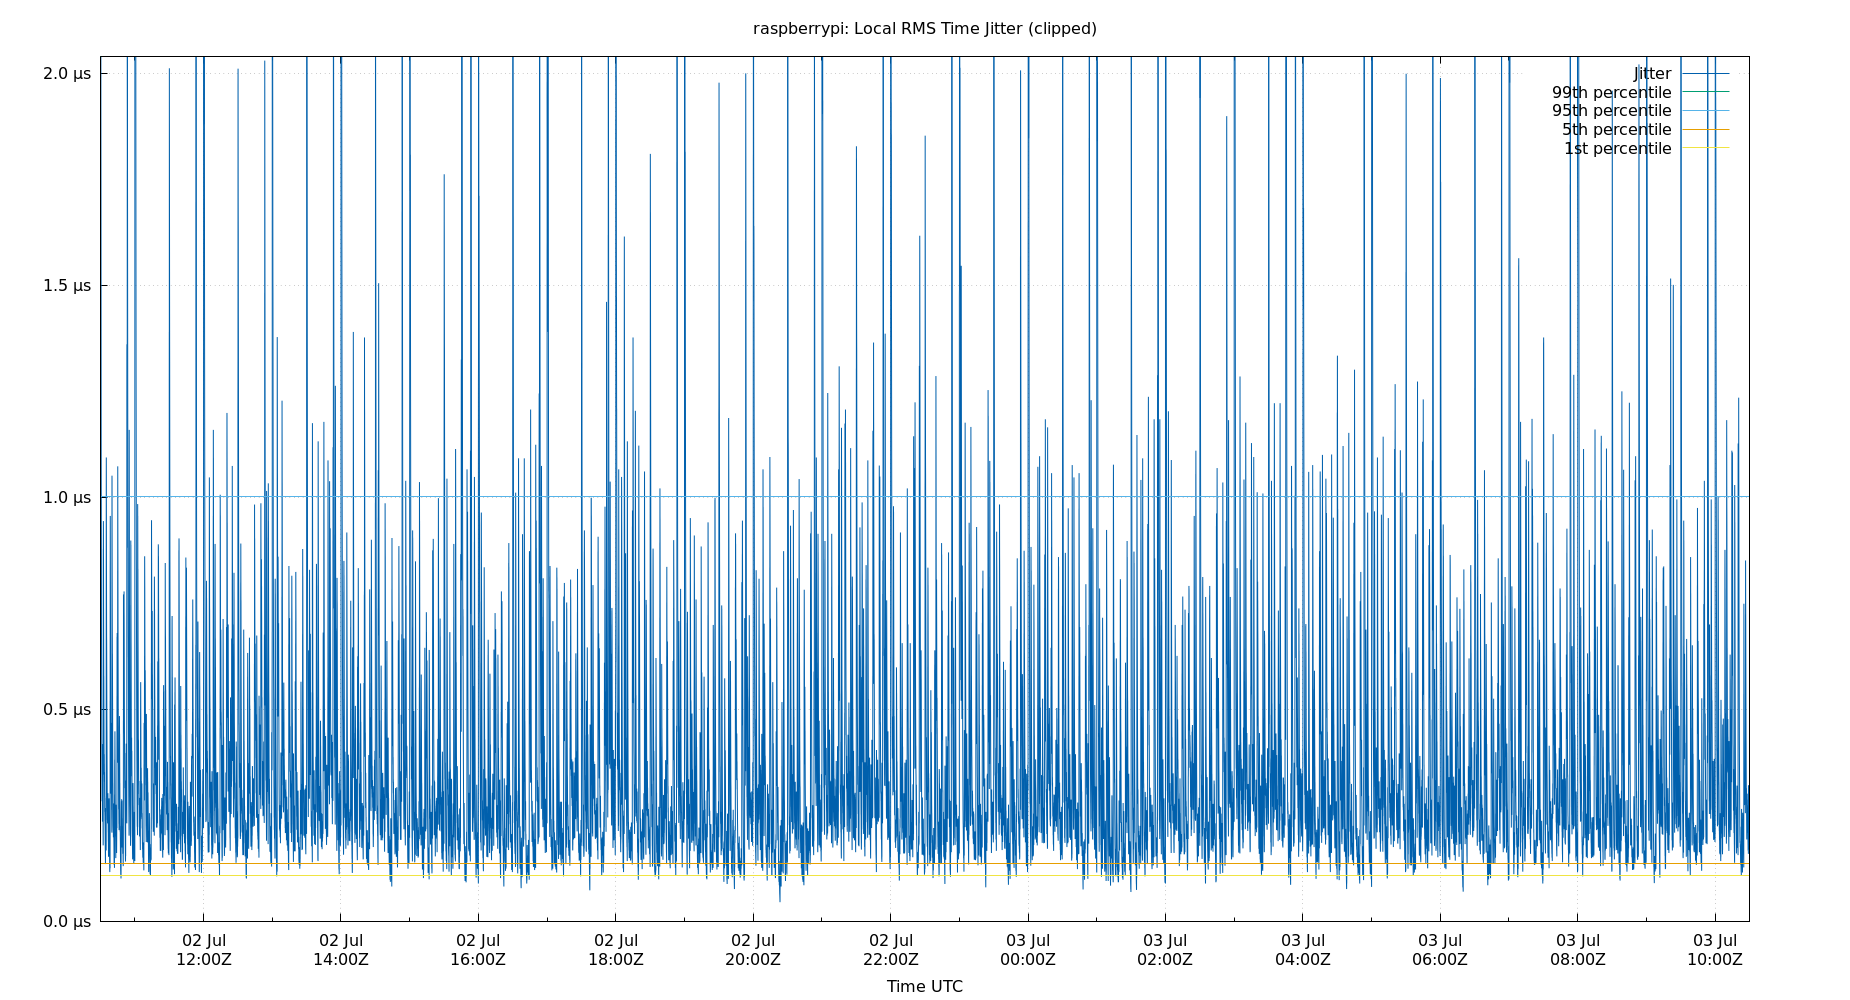 raspberrypi: Local RMS Time Jitter (clipped)
2.0 µs
1.5 µs
1.0 µs
0.5 µs
0.0 µs
Jitter
99th percentile
95th percentile
5th percentile
1st percentile
02 Jul 02 Jul 02 Jul 02 Jul 02 Jul 02 Jul 03 Jul 03 Jul 03 Jul 03 Jul 03 Jul 03 Jul
12:00Z 14:00Z 16:00Z 18:00Z 20:00Z 22:00Z 00:00Z 02:00Z 04:00Z 06:00Z 08:00Z 10:00Z
Time UTC